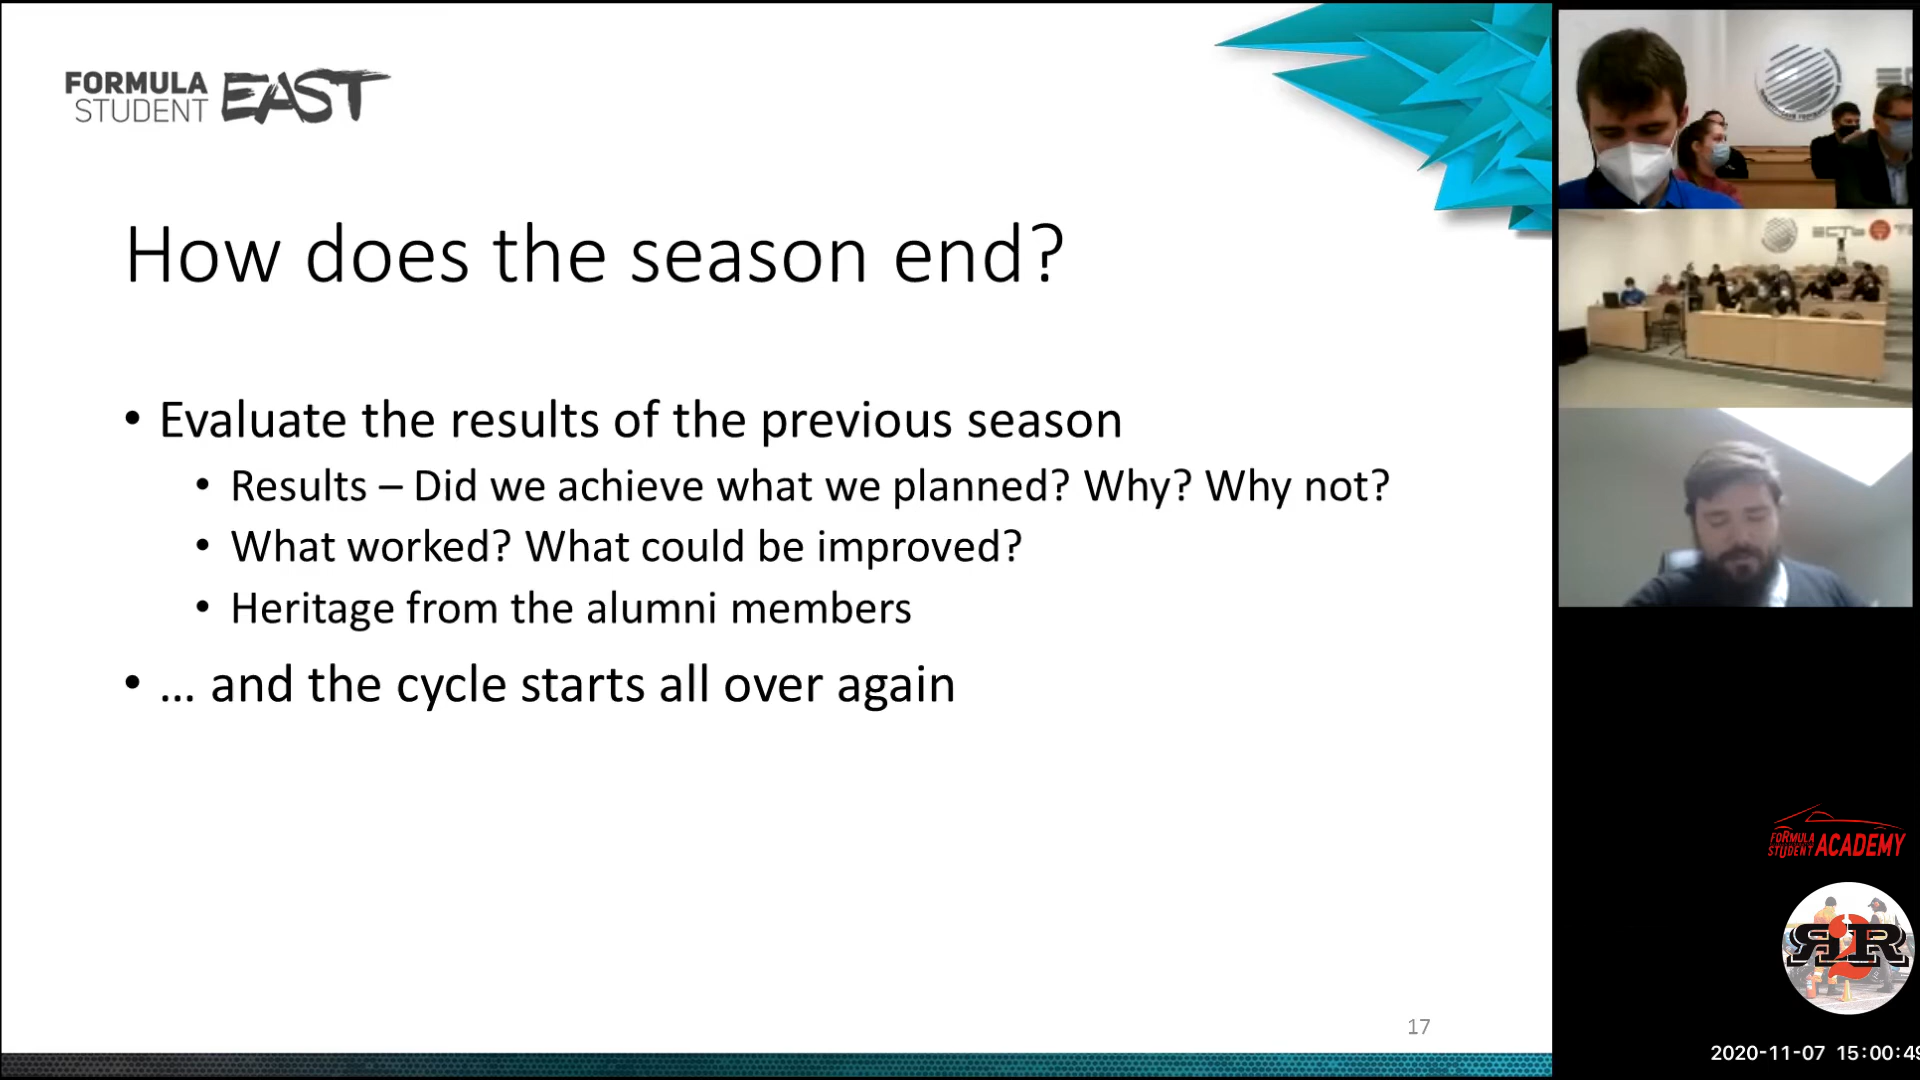 FORMULA
STUDENT EAST
How does the season end?
• Evaluate the results of the previous season
• Results – Did we achieve what we planned? Why? Why not?
• What worked? What could be improved?
• Heritage from the alumni members
• … and the cycle starts all over again
17
ЕСТЬ
FORMULA
STUDENT ACADEMY
2020-11-07 15:00:49